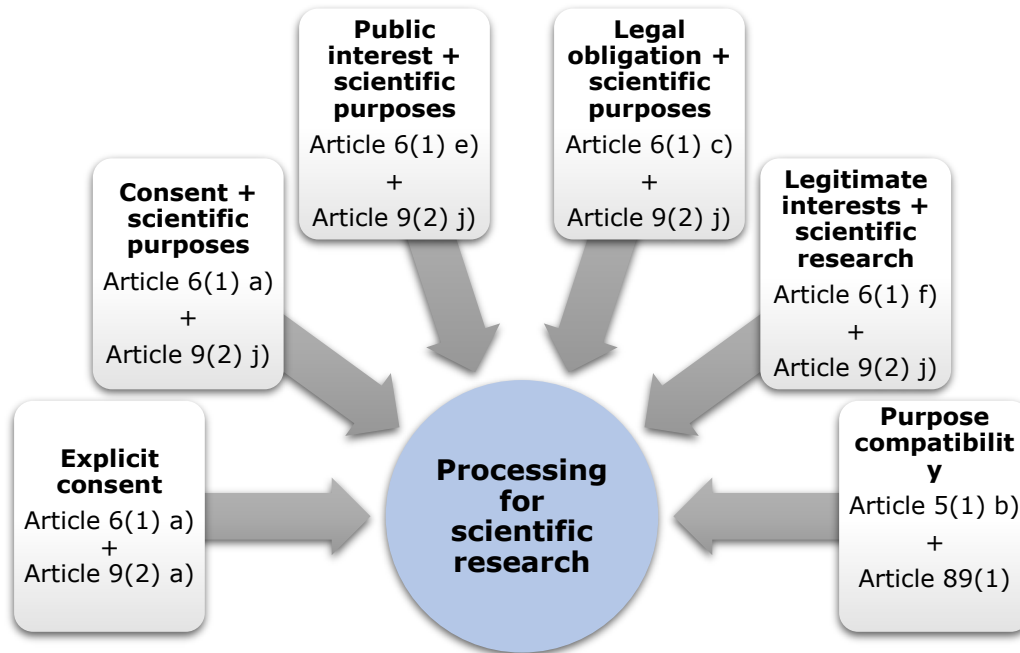 Public
interest +
scientific
purposes
Article 6(1) e)
+
Article 9(2) j)
Legal
obligation +
scientific
purposes
Article 6(1) c)
+
Article 9(2) j)
Consent +
scientific
purposes
Article 6(1) a)
+
Article 9(2) j)
Legitimate
interests +
scientific
research
Article 6(1) f)
+
Article 9(2) j)
Explicit
consent
Article 6(1) a)
+
Article 9(2) a)
Processing
for
scientific
research
Purpose
compatibilit
y
Article 5(1) b)
+
Article 89(1)